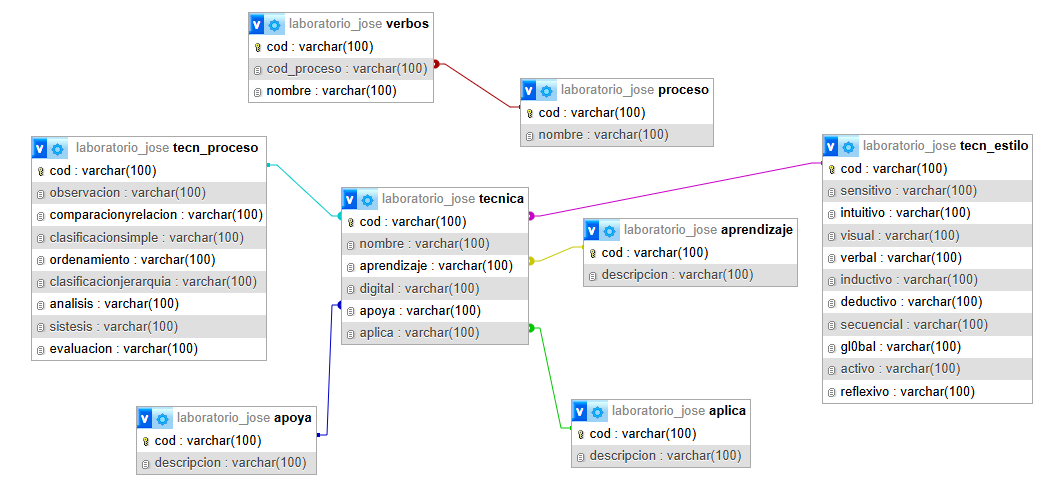 laboratorio_jose verbos
cod : varchar(100)
cod_proceso : varchar(100)
nombre : varchar(100)
laboratorio_jose proceso
cod : varchar(100)
nombre : varchar(100)
laboratorio_jose tecn_proceso
cod : varchar(100)
observacion : varchar(100)
comparacionyrelacion : varchar(100)
clasificacionsimple : varchar(100)
ordenamiento : varchar(100)
clasificacionjerarquia : varchar(100)
analisis : varchar(100)
sistesis : varchar(100)
evaluacion : varchar(100)
laboratorio_jose tecnica
cod : varchar(100)
nombre : varchar(100)
aprendizaje : varchar(100)
digital : varchar(100)
apoya : varchar(100)
aplica : varchar(100)
laboratorio_jose aprendizaje
cod : varchar(100)
descripcion : varchar(100)
laboratorio_jose tecn_estilo
cod : varchar(100)
sensitivo : varchar(100)
intuitivo : varchar(100)
visual : varchar(100)
verbal : varchar(100)
inductivo : varchar(100)
deductivo : varchar(100)
secuencial : varchar(100)
gl0bal : varchar(100)
activo : varchar(100)
reflexivo : varchar(100)
laboratorio_jose apoya
cod : varchar(100)
descripcion : varchar(100)
laboratorio_jose aplica
cod : varchar(100)
descripcion : varchar(100)